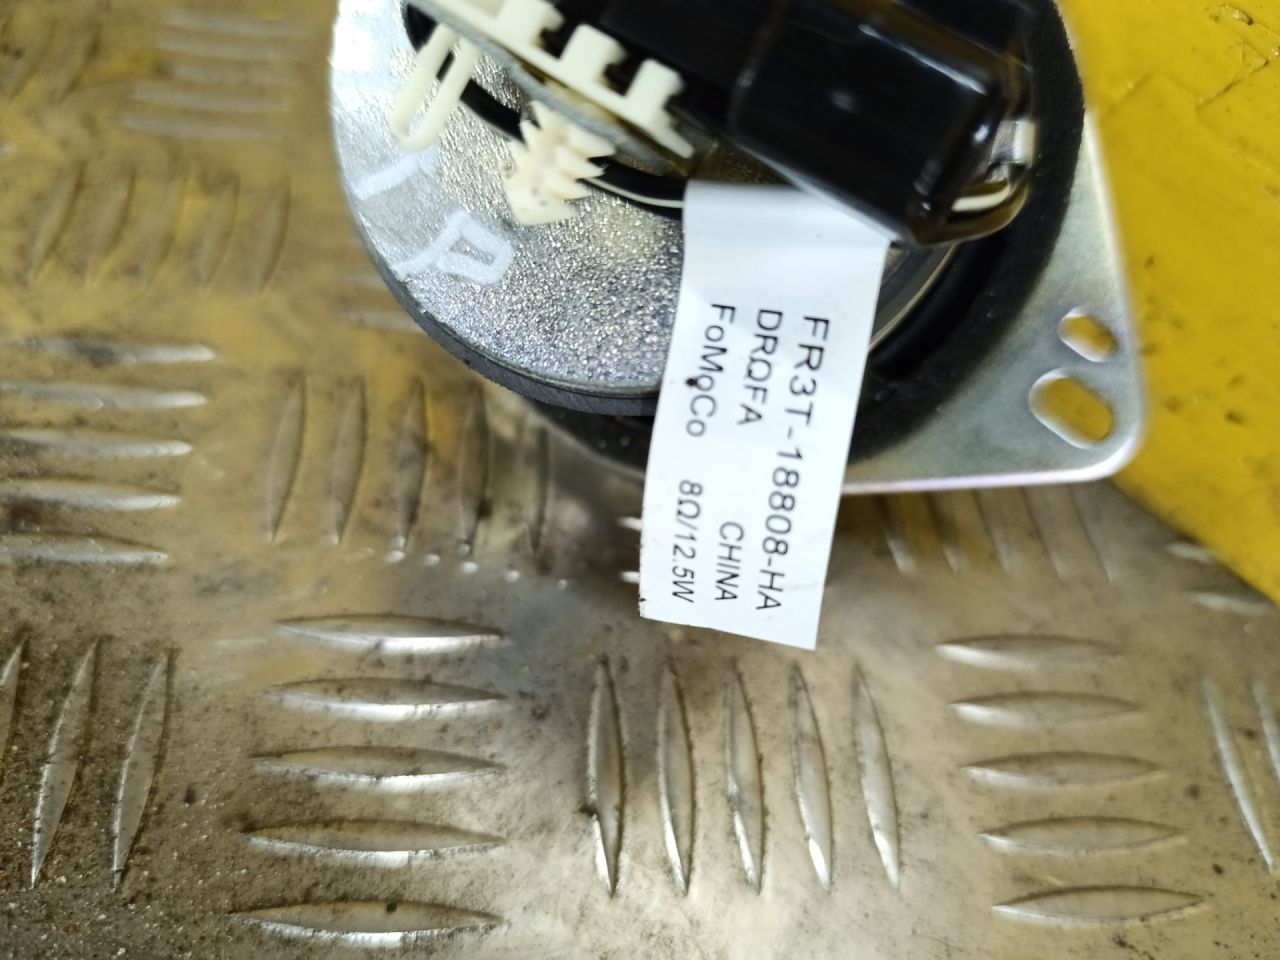 FR3T-18808-HA
DRQFA CHINA
FoMoCo 8Ω/12.5W